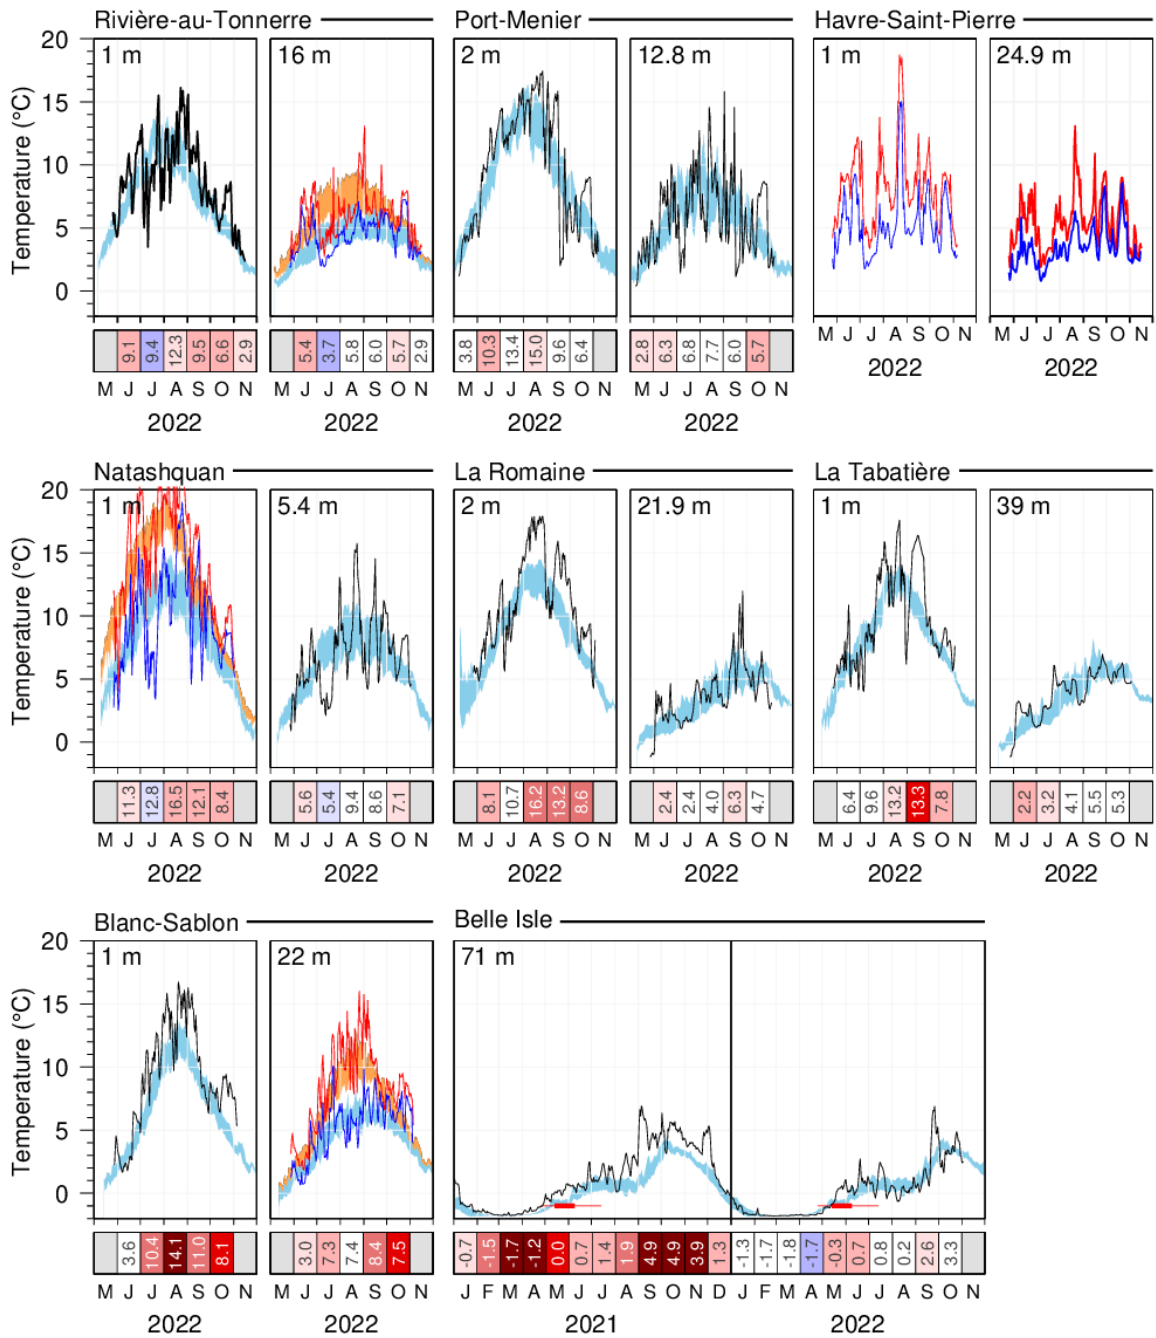 Rivière-au-Tonnerre Port-Menier Havre-Saint-Pierre
20 15 10 5 0
Temperature (°C)
1 m 16 m 2 m 12.8 m 1 m 24.9 m
9.1 9.4 12.3 9.5 6.6 2.9
5.4 3.7 5.8 6.0 5.7 2.9
3.8 10.3 13.4 15.0 9.6 6.4
2.8 6.3 6.8 7.7 6.0 5.7
M J J A S O N M J J A S O N M J J A S O N M J J A S O N M J J A S O N M J J A S O N
2022 2022 2022 2022 2022 2022
Natashquan La Romaine La Tabatière
20 15 10 5 0
Temperature (°C)
1 m 5.4 m 2 m 21.9 m 1 m 39 m
11.3 12.8 16.5 12.1 8.4
5.6 5.4 9.4 8.6 7.1
8.1 10.7 16.2 13.2 8.6
2.4 2.4 4.0 6.3 4.7
6.4 9.6 13.2 13.3 7.8
2.2 3.2 4.1 5.5 5.3
M J J A S O N M J J A S O N M J J A S O N M J J A S O N M J J A S O N M J J A S O N
2022 2022 2022 2022 2022 2022
Blanc-Sablon Belle Isle
20 15 10 5 0
Temperature (°C)
1 m 22 m 71 m
3.6 10.4 14.1 11.0 8.1
3.0 7.3 7.4 8.4 7.5
-0.7 -1.5 -1.7 -1.2 0.0 0.7 1.4 1.9 4.9 4.9 3.9 1.3 -1.3 -1.7 -1.8 -1.7 -0.3 0.7 0.8 0.2 2.6 3.3
M J J A S O N M J J A S O N J F M A M J J A S O N D J F M A M J J A S O N
2022 2022 2021 2022